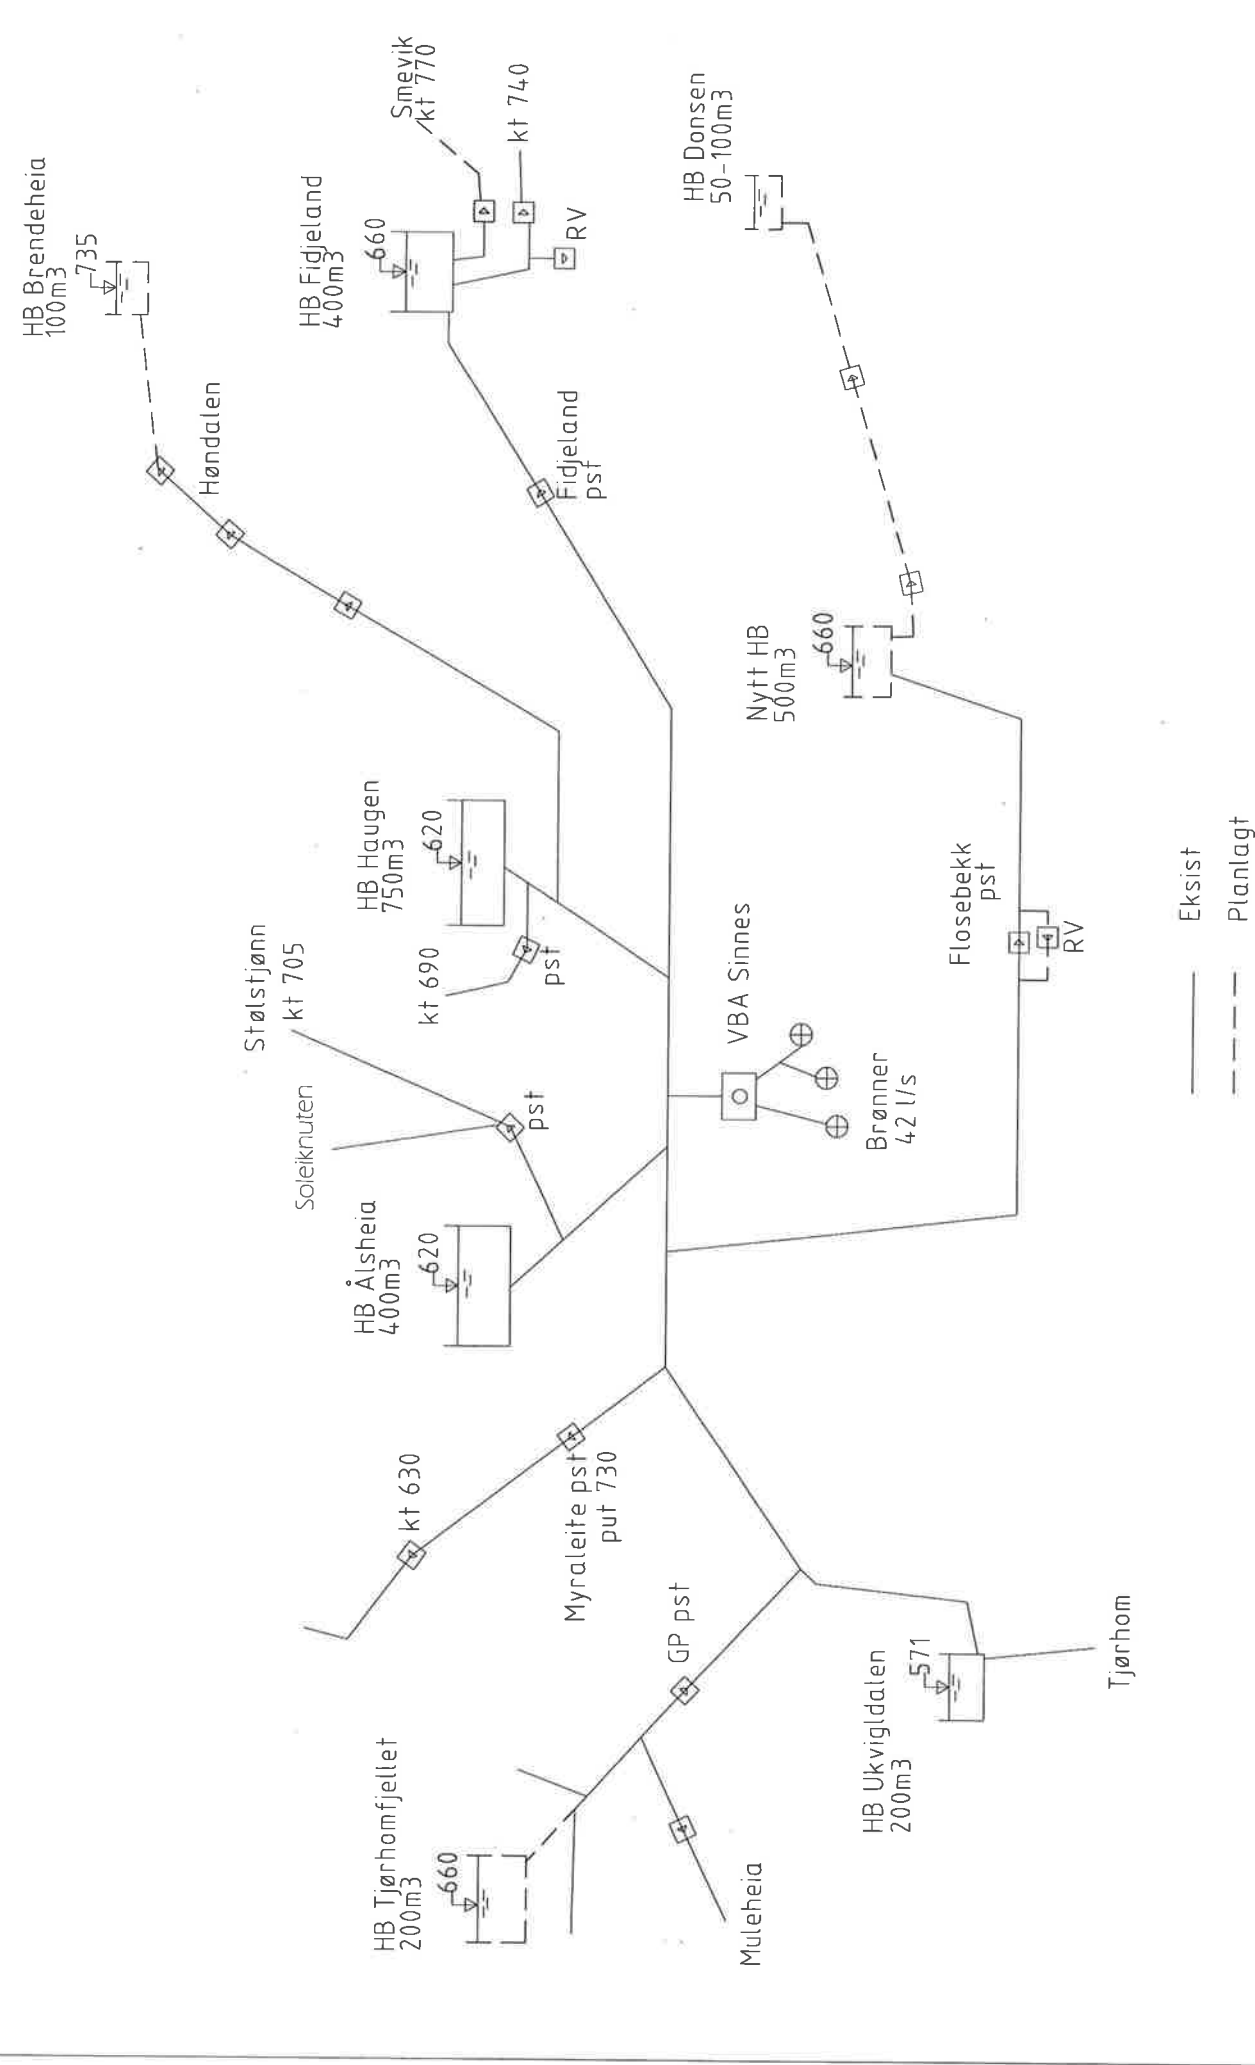 HB Brendeheia
100m3
735
Høndalen
HB Fidjeland
400m3
660
Smevik
kt 770
kt 740
RV
Fidjeland
pst
HB Donsen
50-100m3
Nytt HB
500m3
660
HB Haugen
750m3
620
kt 690
pst
Stølstjønn
kt 705
Soleiknuten
pst
HB Ålsheia
400m3
620
VBA Sinnes
Brønner
42 l/s
Flosebekk
pst
RV
kt 630
Myraleite pst
put 730
GP pst
HB Tjørhomfjellet
200m3
660
Muleheia
HB Ukvigldalen
200m3
571
Tjørhom
Eksist
Planlagt